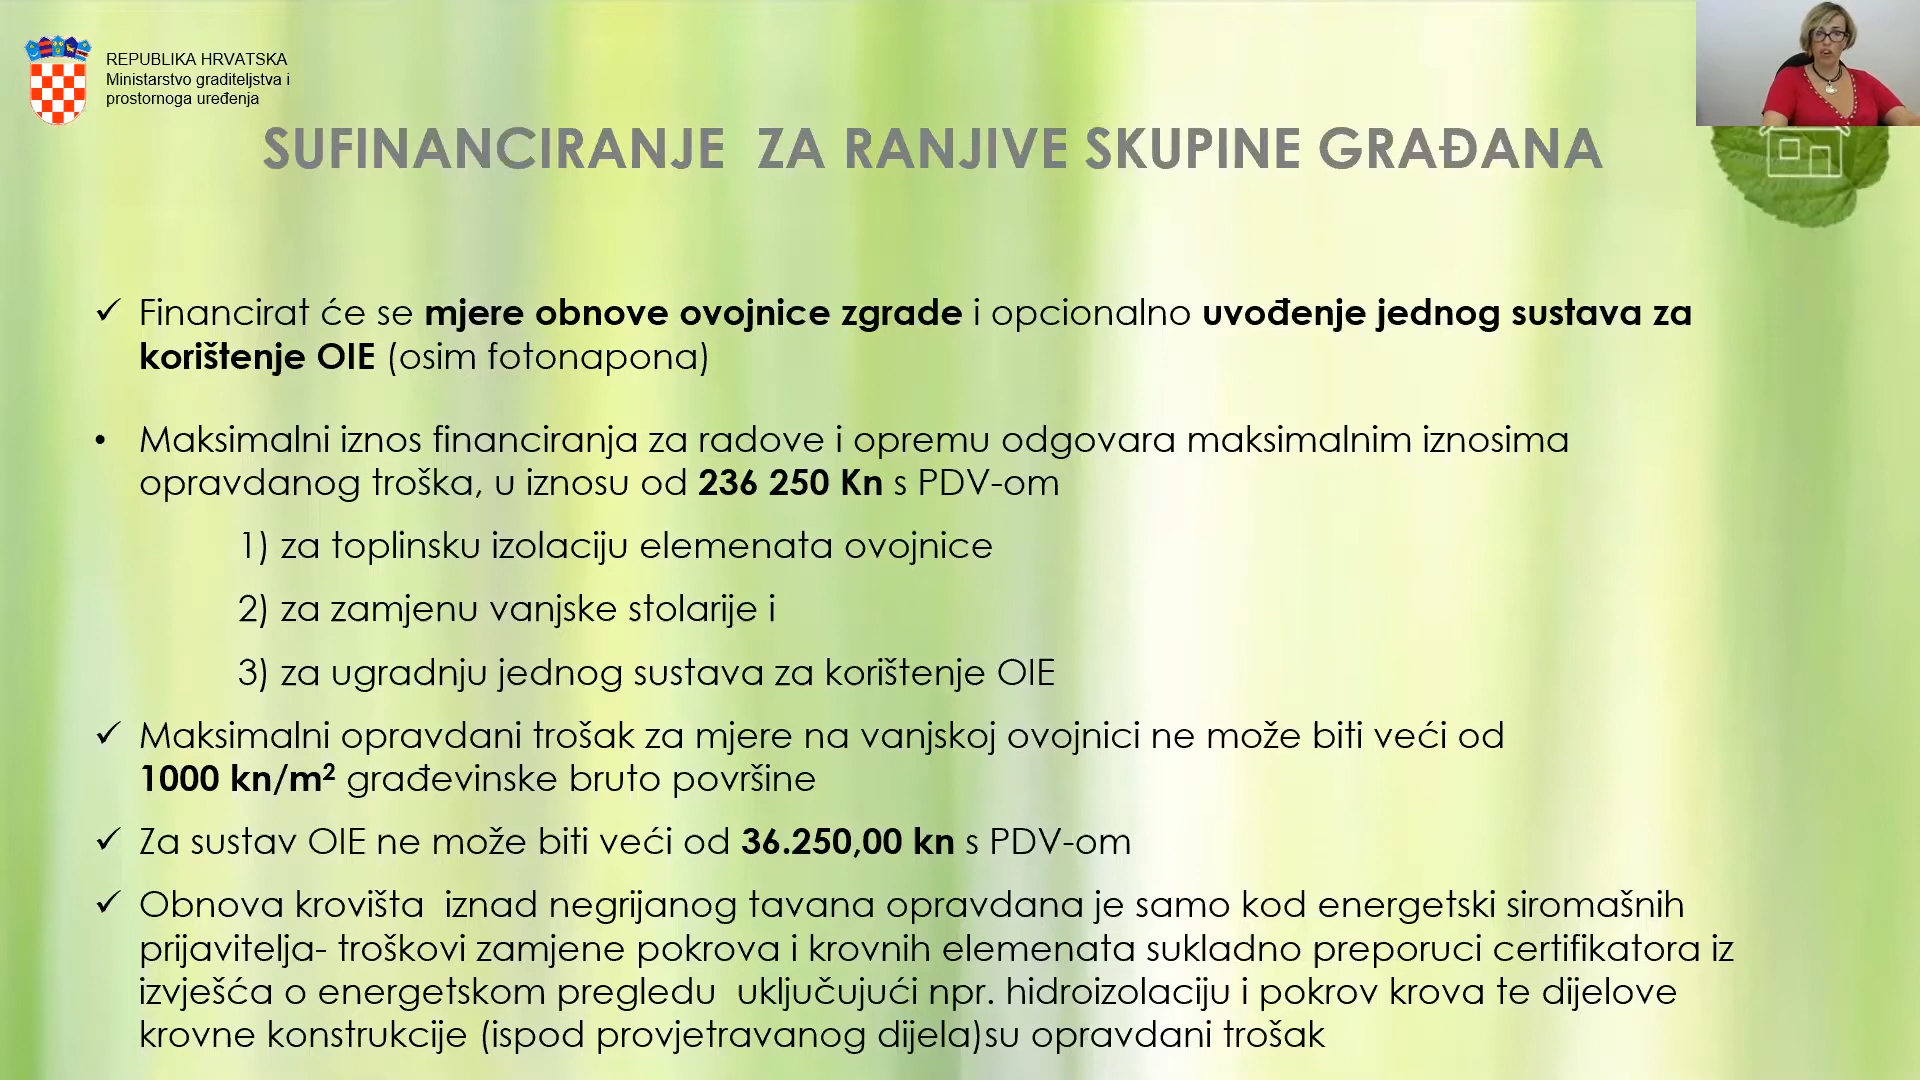 REPUBLIKA HRVATSKA
Ministarstvo graditeljstva i
prostornoga uređenja
SUFINANCIRANJE  ZA RANJIVE SKUPINE GRAĐANA
✓ Financirat će se mjere obnove ovojnice zgrade i opcionalno uvođenje jednog sustava za
korištenje OIE (osim fotonapona)
• Maksimalni iznos financiranja za radove i opremu odgovara maksimalnim iznosima
opravdanog troška, u iznosu od 236 250 Kn s PDV-om
1) za toplinsku izolaciju elemenata ovojnice
2) za zamjenu vanjske stolarije i
3) za ugradnju jednog sustava za korištenje OIE
✓ Maksimalni opravdani trošak za mjere na vanjskoj ovojnici ne može biti veći od
1000 kn/m² građevinske bruto površine
✓ Za sustav OIE ne može biti veći od 36.250,00 kn s PDV-om
✓ Obnova krovišta  iznad negrijanog tavana opravdana je samo kod energetski siromašnih
prijavitelja- troškovi zamjene pokrova i krovnih elemenata sukladno preporuci certifikatora iz
izvješća o energetskom pregledu  uključujući npr. hidroizolaciju i pokrov krova te dijelove
krovne konstrukcije (ispod provjetravanog dijela)su opravdani trošak